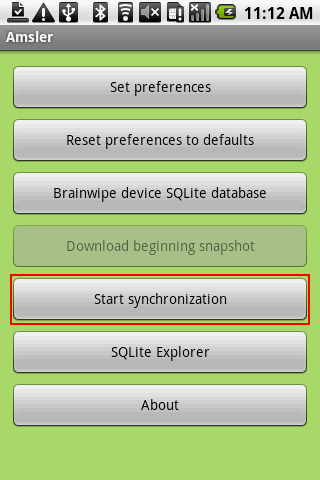 11:12 AM
Amsler
Set preferences
Reset preferences to defaults
Brainwipe device SQLite database
Download beginning snapshot
Start synchronization
SQLite Explorer
About